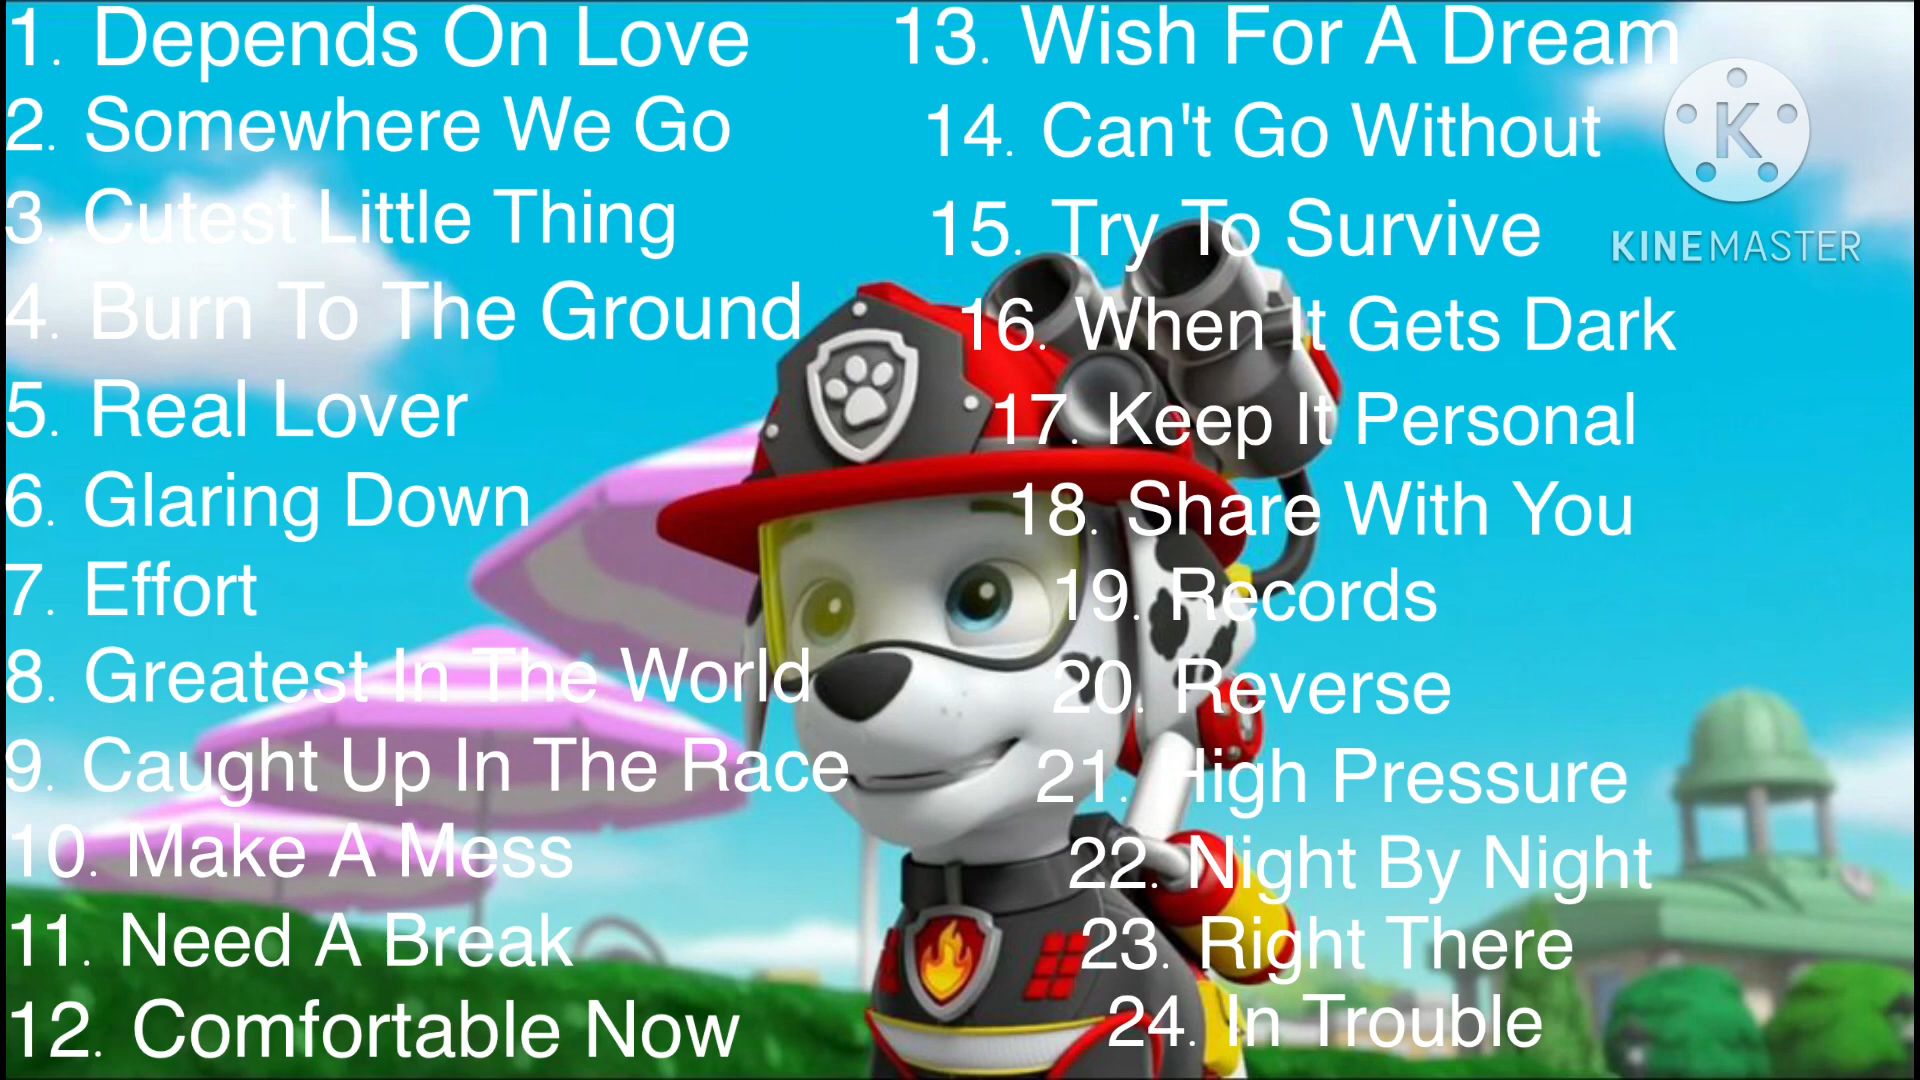 1. Depends On Love
2. Somewhere We Go
3. Cutest Little Thing
4. Burn To The Ground
5. Real Lover
6. Glaring Down
7. Effort
8. Greatest In The World
9. Caught Up In The Race
10. Make A Mess
11. Need A Break
12. Comfortable Now
13. Wish For A Dream
14. Can't Go Without
15. Try To Survive
16. When It Gets Dark
17. Keep It Personal
18. Share With You
19. Records
20. Reverse
21. High Pressure
22. Night By Night
23. Right There
24. In Trouble
K
KINEMASTER